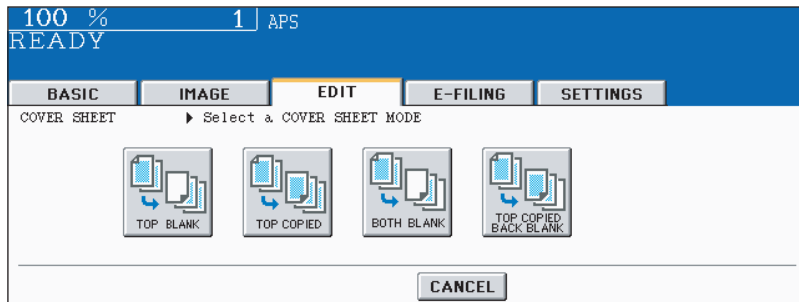 100 % 1 APS
READY
BASIC IMAGE EDIT E-FILING SETTINGS
COVER SHEET Select a COVER SHEET MODE
TOP BLANK TOP COPIED BOTH BLANK TOP COPIED
BACK BLANK
CANCEL